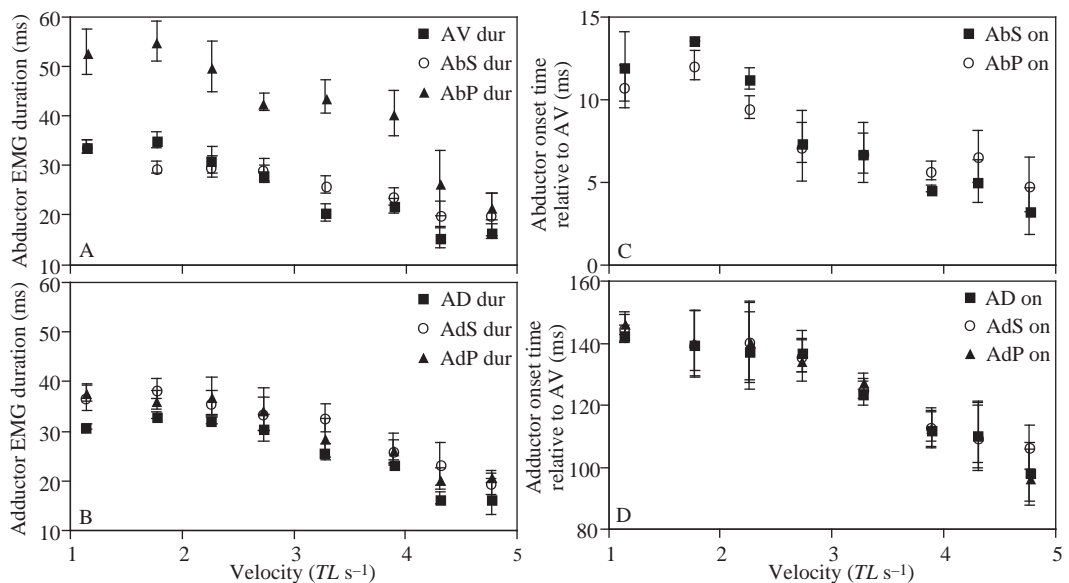 60
50
40
30
20
10
Abductor EMG duration (ms)
AV dur
AbS dur
AbP dur
A
15
10
5
0
Abductor onset time
relative to AV (ms)
AbS on
AbP on
C
60
50
40
30
20
10
Adductor EMG duration (ms)
AD dur
AdS dur
AdP dur
B
1 2 3 4 5
Velocity (TL s–1)
160
140
120
100
80
Adductor onset time
relative to AV (ms)
AD on
AdS on
AdP on
D
1 2 3 4 5
Velocity (TL s–1)